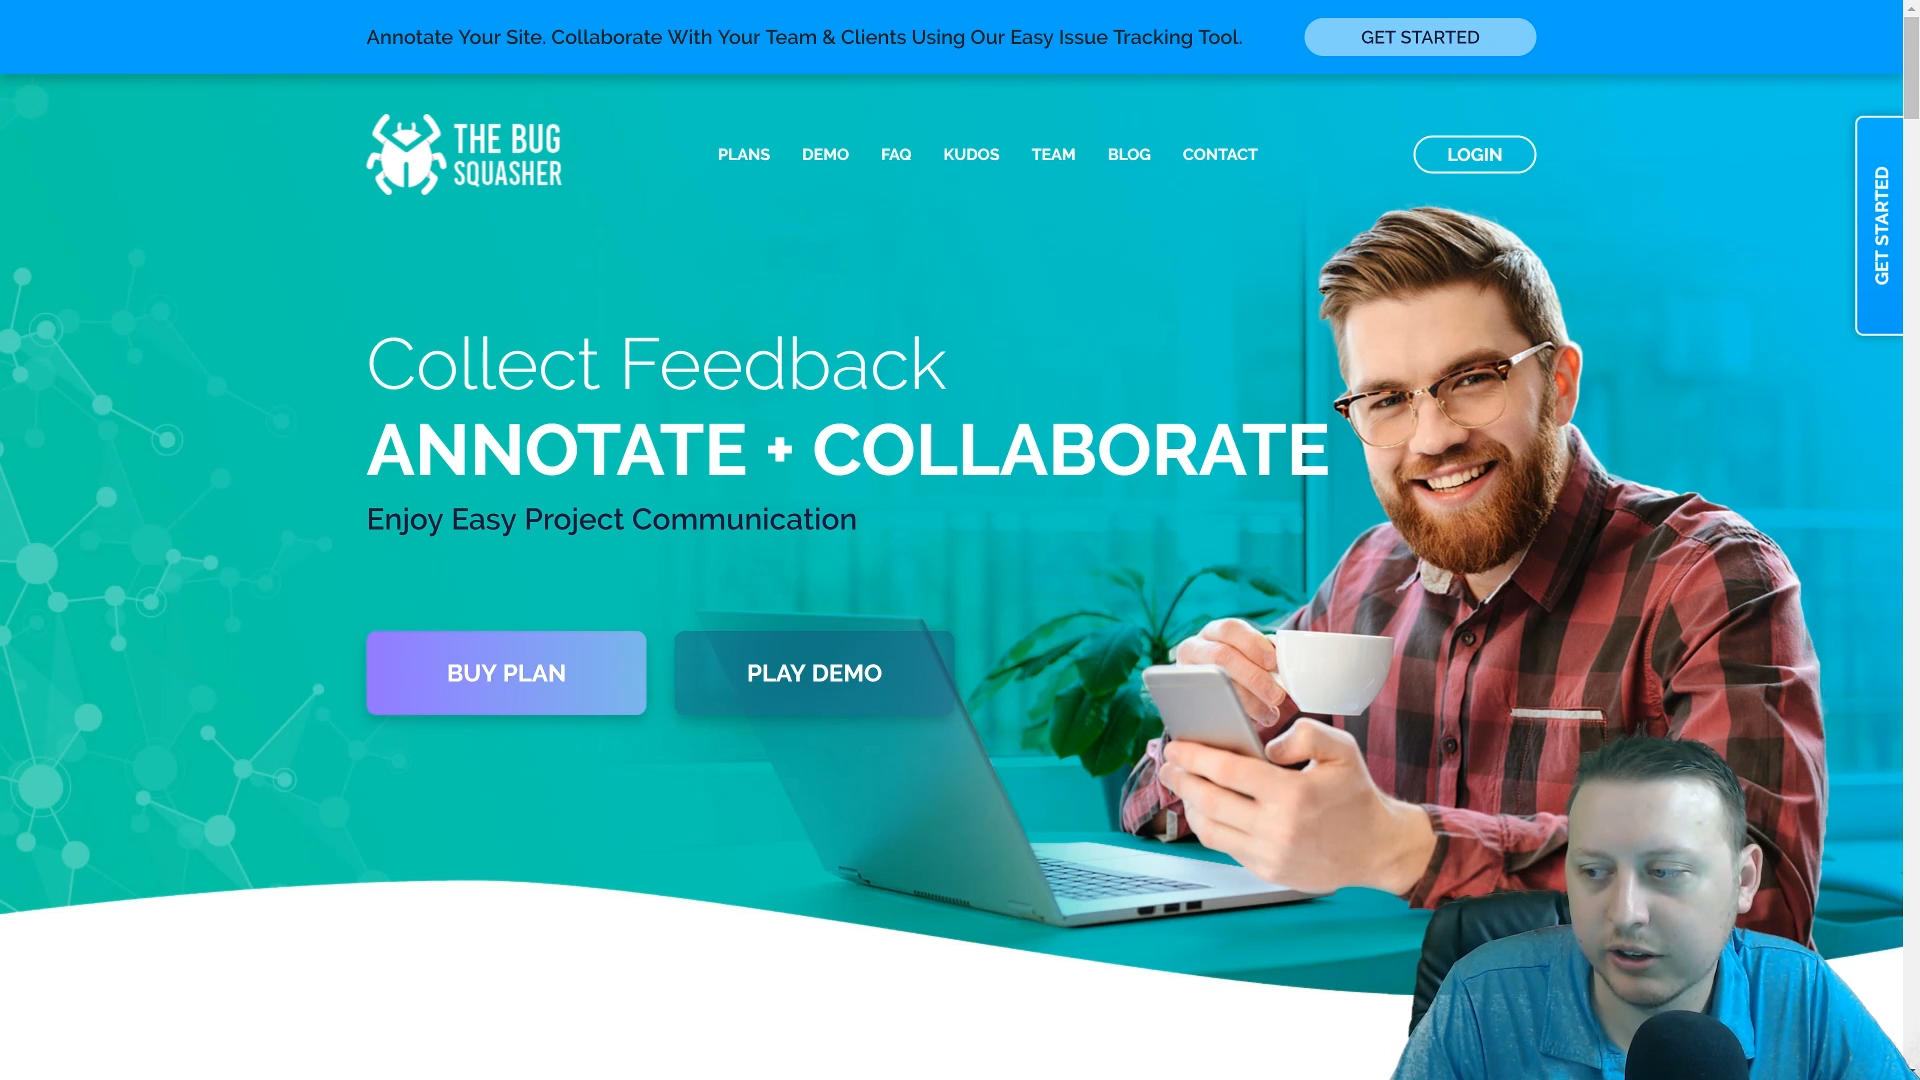 Annotate Your Site. Collaborate With Your Team & Clients Using Our Easy Issue Tracking Tool.
GET STARTED
THE BUG
SQUASHER
PLANS
DEMO
FAQ
KUDOS
TEAM
BLOG
CONTACT
LOGIN
GET STARTED
Collect Feedback
ANNOTATE + COLLABORATE
Enjoy Easy Project Communication
BUY PLAN
PLAY DEMO